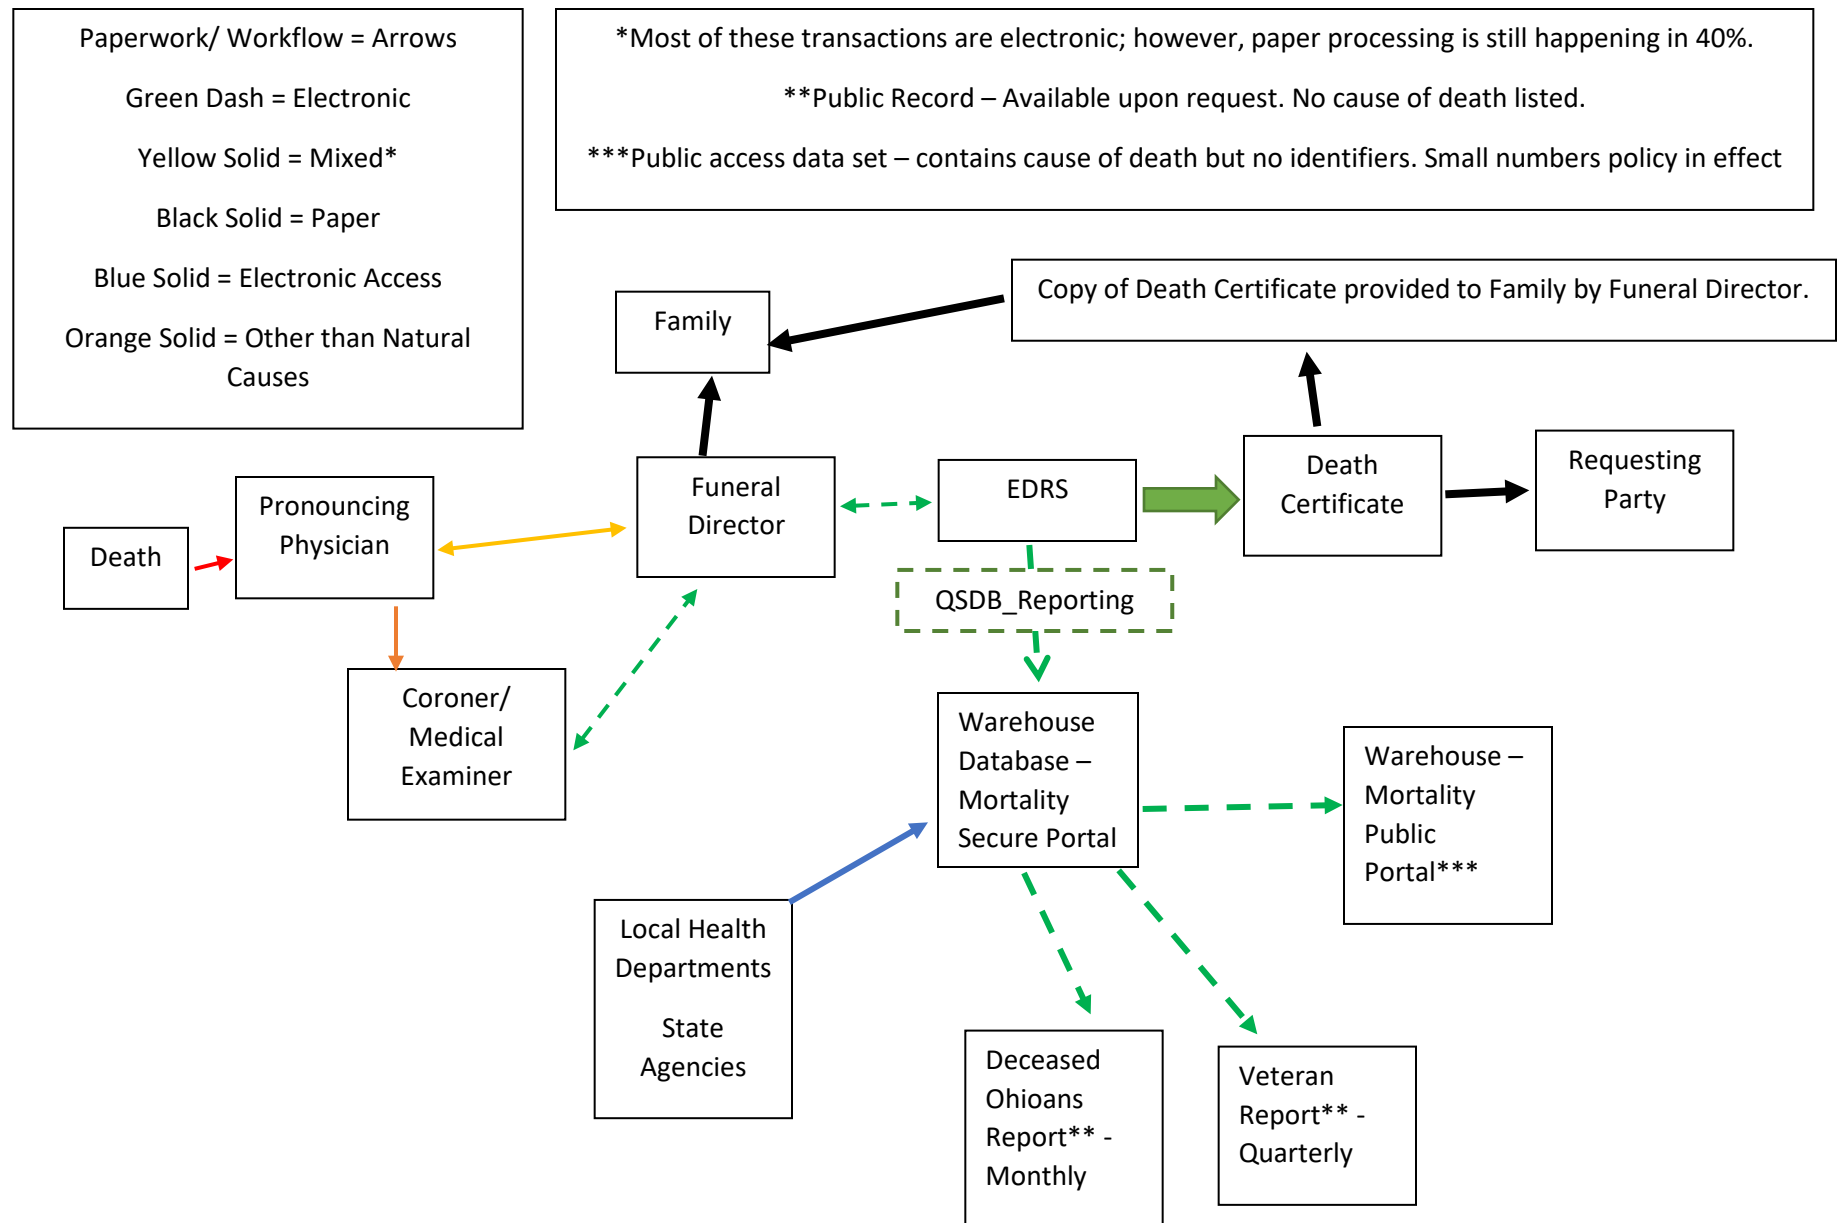 Paperwork/ Workflow = Arrows
Green Dash = Electronic
Yellow Solid = Mixed*
Black Solid = Paper
Blue Solid = Electronic Access
Orange Solid = Other than Natural
Causes
*Most of these transactions are electronic; however, paper processing is still happening in 40%.
**Public Record – Available upon request. No cause of death listed.
***Public access data set – contains cause of death but no identifiers. Small numbers policy in effect
Copy of Death Certificate provided to Family by Funeral Director.
Family
Death
Pronouncing
Physician
Funeral
Director
EDRS
Death
Certificate
Requesting
Party
QSDB_Reporting
Coroner/
Medical
Examiner
Warehouse
Database –
Mortality
Secure Portal
Warehouse –
Mortality
Public
Portal***
Local Health
Departments
State
Agencies
Deceased
Ohioans
Report** -
Monthly
Veteran
Report** -
Quarterly